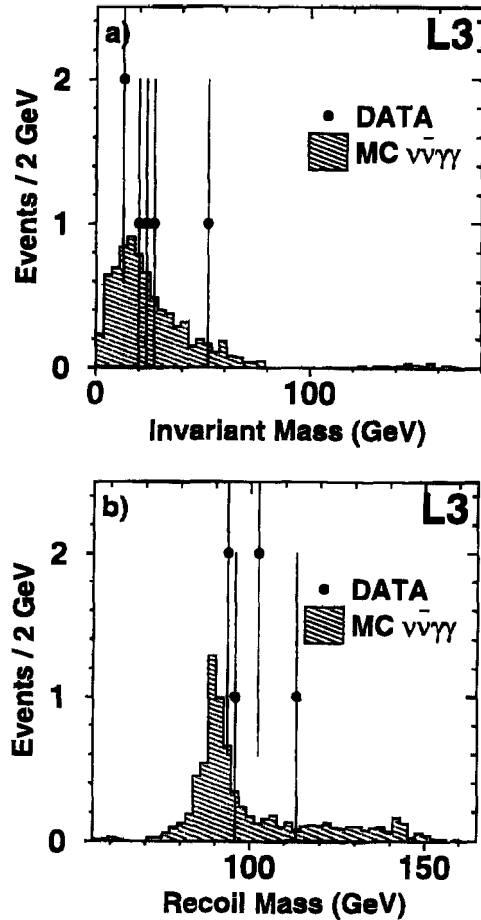 a)
L3
Events / 2 GeV
2
1
0
DATA
MC νν̄γγ
0
100
Invariant Mass (GeV)
b)
L3
Events / 2 GeV
2
1
0
DATA
MC νν̄γγ
100
150
Recoil Mass (GeV)